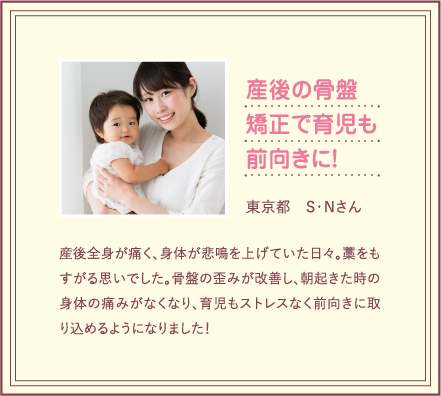 産後の骨盤
矯正で育児も
前向きに!
東京都　S・Nさん
産後全身が痛く、身体が悲鳴を上げていた日々。藁をも
すがる思いでした。骨盤の歪みが改善し、朝起きた時の
身体の痛みがなくなり、育児もストレスなく前向きに取
り込めるようになりました!